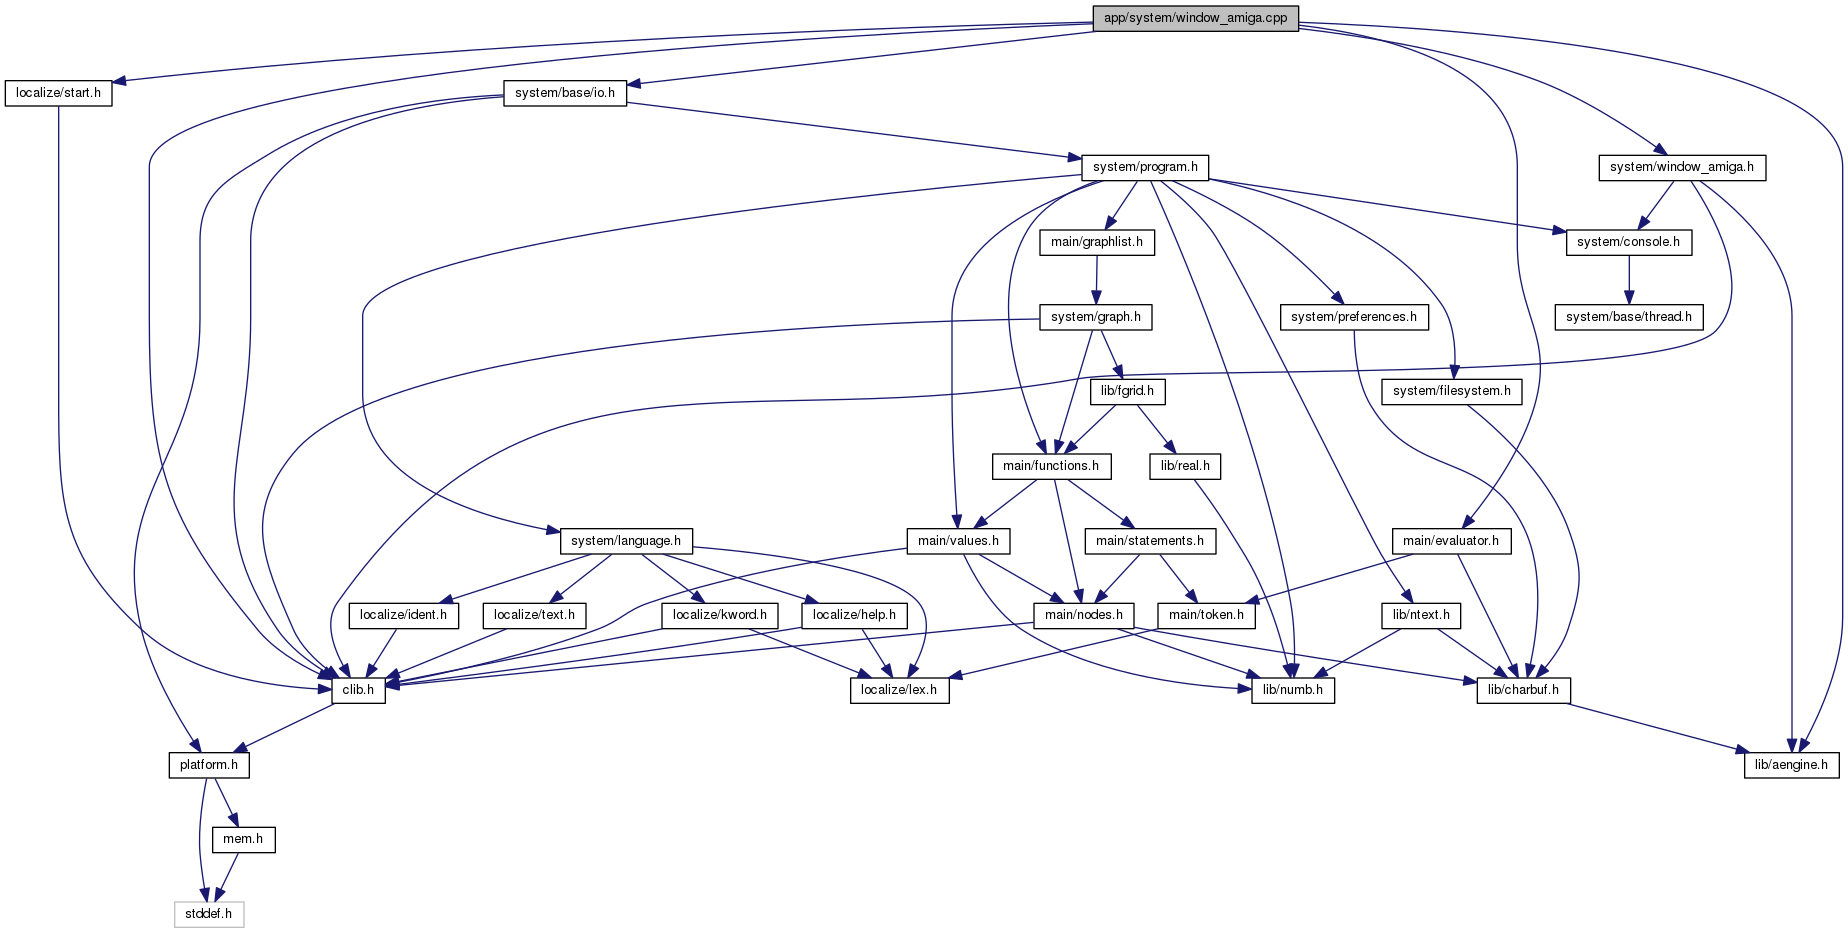 app/system/window_amiga.cpp
localize/start.h
system/base/io.h
system/program.h
system/window_amiga.h
main/graphlist.h
system/console.h
system/graph.h
system/preferences.h
system/base/thread.h
lib/fgrid.h
system/filesystem.h
main/functions.h
lib/real.h
system/language.h
main/values.h
main/statements.h
main/evaluator.h
localize/ident.h
localize/text.h
localize/kword.h
localize/help.h
main/nodes.h
main/token.h
lib/ntext.h
clib.h
localize/lex.h
lib/numb.h
lib/charbuf.h
platform.h
lib/aengine.h
mem.h
stddef.h